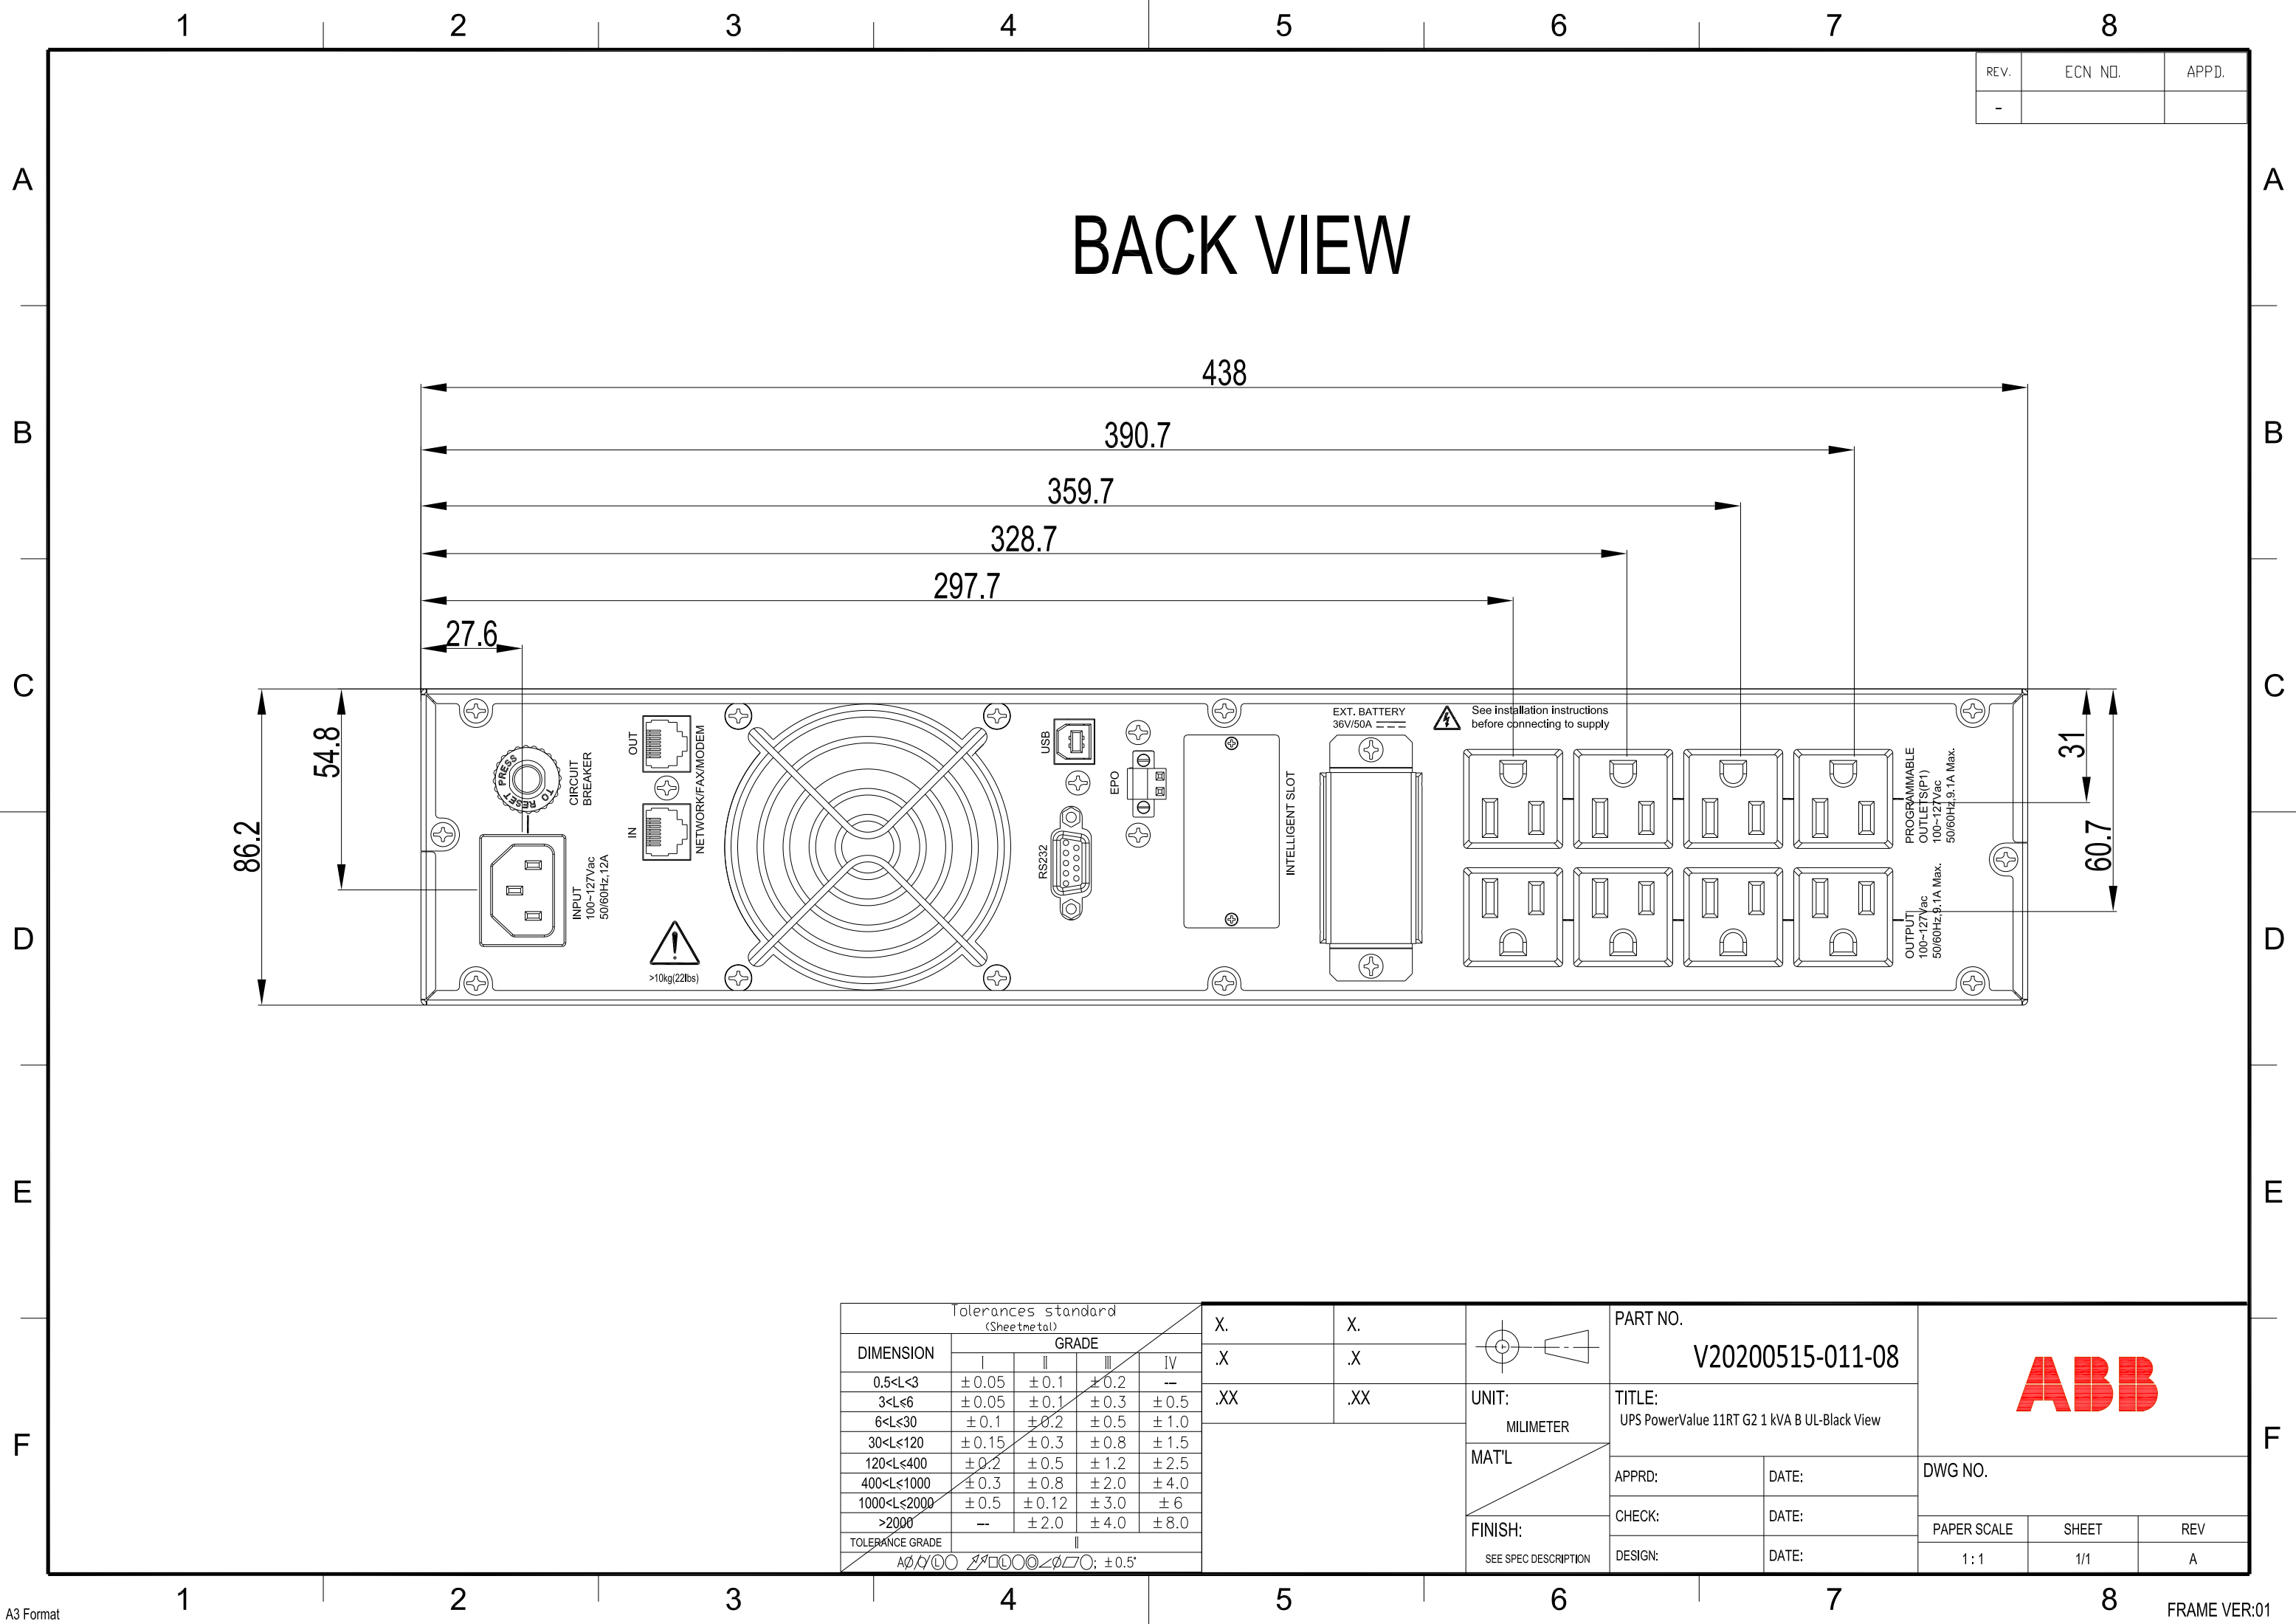 1 2 3 4 5 6 7 8
REV. ECN NO. APPD.
-
A A
BACK VIEW
438
B B
390.7
359.7
328.7
297.7
27.6
C C
54.8
86.2
31
60.7
PRESS TO RESET
CIRCUIT
BREAKER
OUT
IN
NETWORK/FAX/MODEM
INPUT
100~127Vac
50/60Hz,12A
>10kg(22lbs)
USB
EPO
RS232
INTELLIGENT SLOT
EXT. BATTERY
36V/50A
See installation instructions
before connecting to supply
PROGRAMMABLE
OUTLETS(P1)
100~127Vac
50/60Hz,9.1A Max.
OUTPUT
100~127Vac
50/60Hz,9.1A Max.
D D
E E
F F
Tolerances standard
(Sheetmetal)
DIMENSION GRADE
I II III IV
0.5<L<3 ±0.05 ±0.1 ±0.2 ---
3<L≤6 ±0.05 ±0.1 ±0.3 ±0.5
6<L≤30 ±0.1 ±0.2 ±0.5 ±1.0
30<L≤120 ±0.15 ±0.3 ±0.8 ±1.5
120<L≤400 ±0.2 ±0.5 ±1.2 ±2.5
400<L≤1000 ±0.3 ±0.8 ±2.0 ±4.0
1000<L≤2000 ±0.5 ±0.12 ±3.0 ±6
>2000 --- ±2.0 ±4.0 ±8.0
TOLERANCE GRADE II
±0.5°
X. X.
.X .X
.XX .XX
UNIT:
MILIMETER
MAT'L
FINISH:
SEE SPEC DESCRIPTION
PART NO.
V20200515-011-08
TITLE:
UPS PowerValue 11RT G2 1 kVA B UL-Black View
APPRD: DATE:
CHECK: DATE:
DESIGN: DATE:
ABB
DWG NO.
PAPER SCALE SHEET REV
1 : 1 1/1 A
1 2 3 4 5 6 7 8
A3 Format
FRAME VER:01